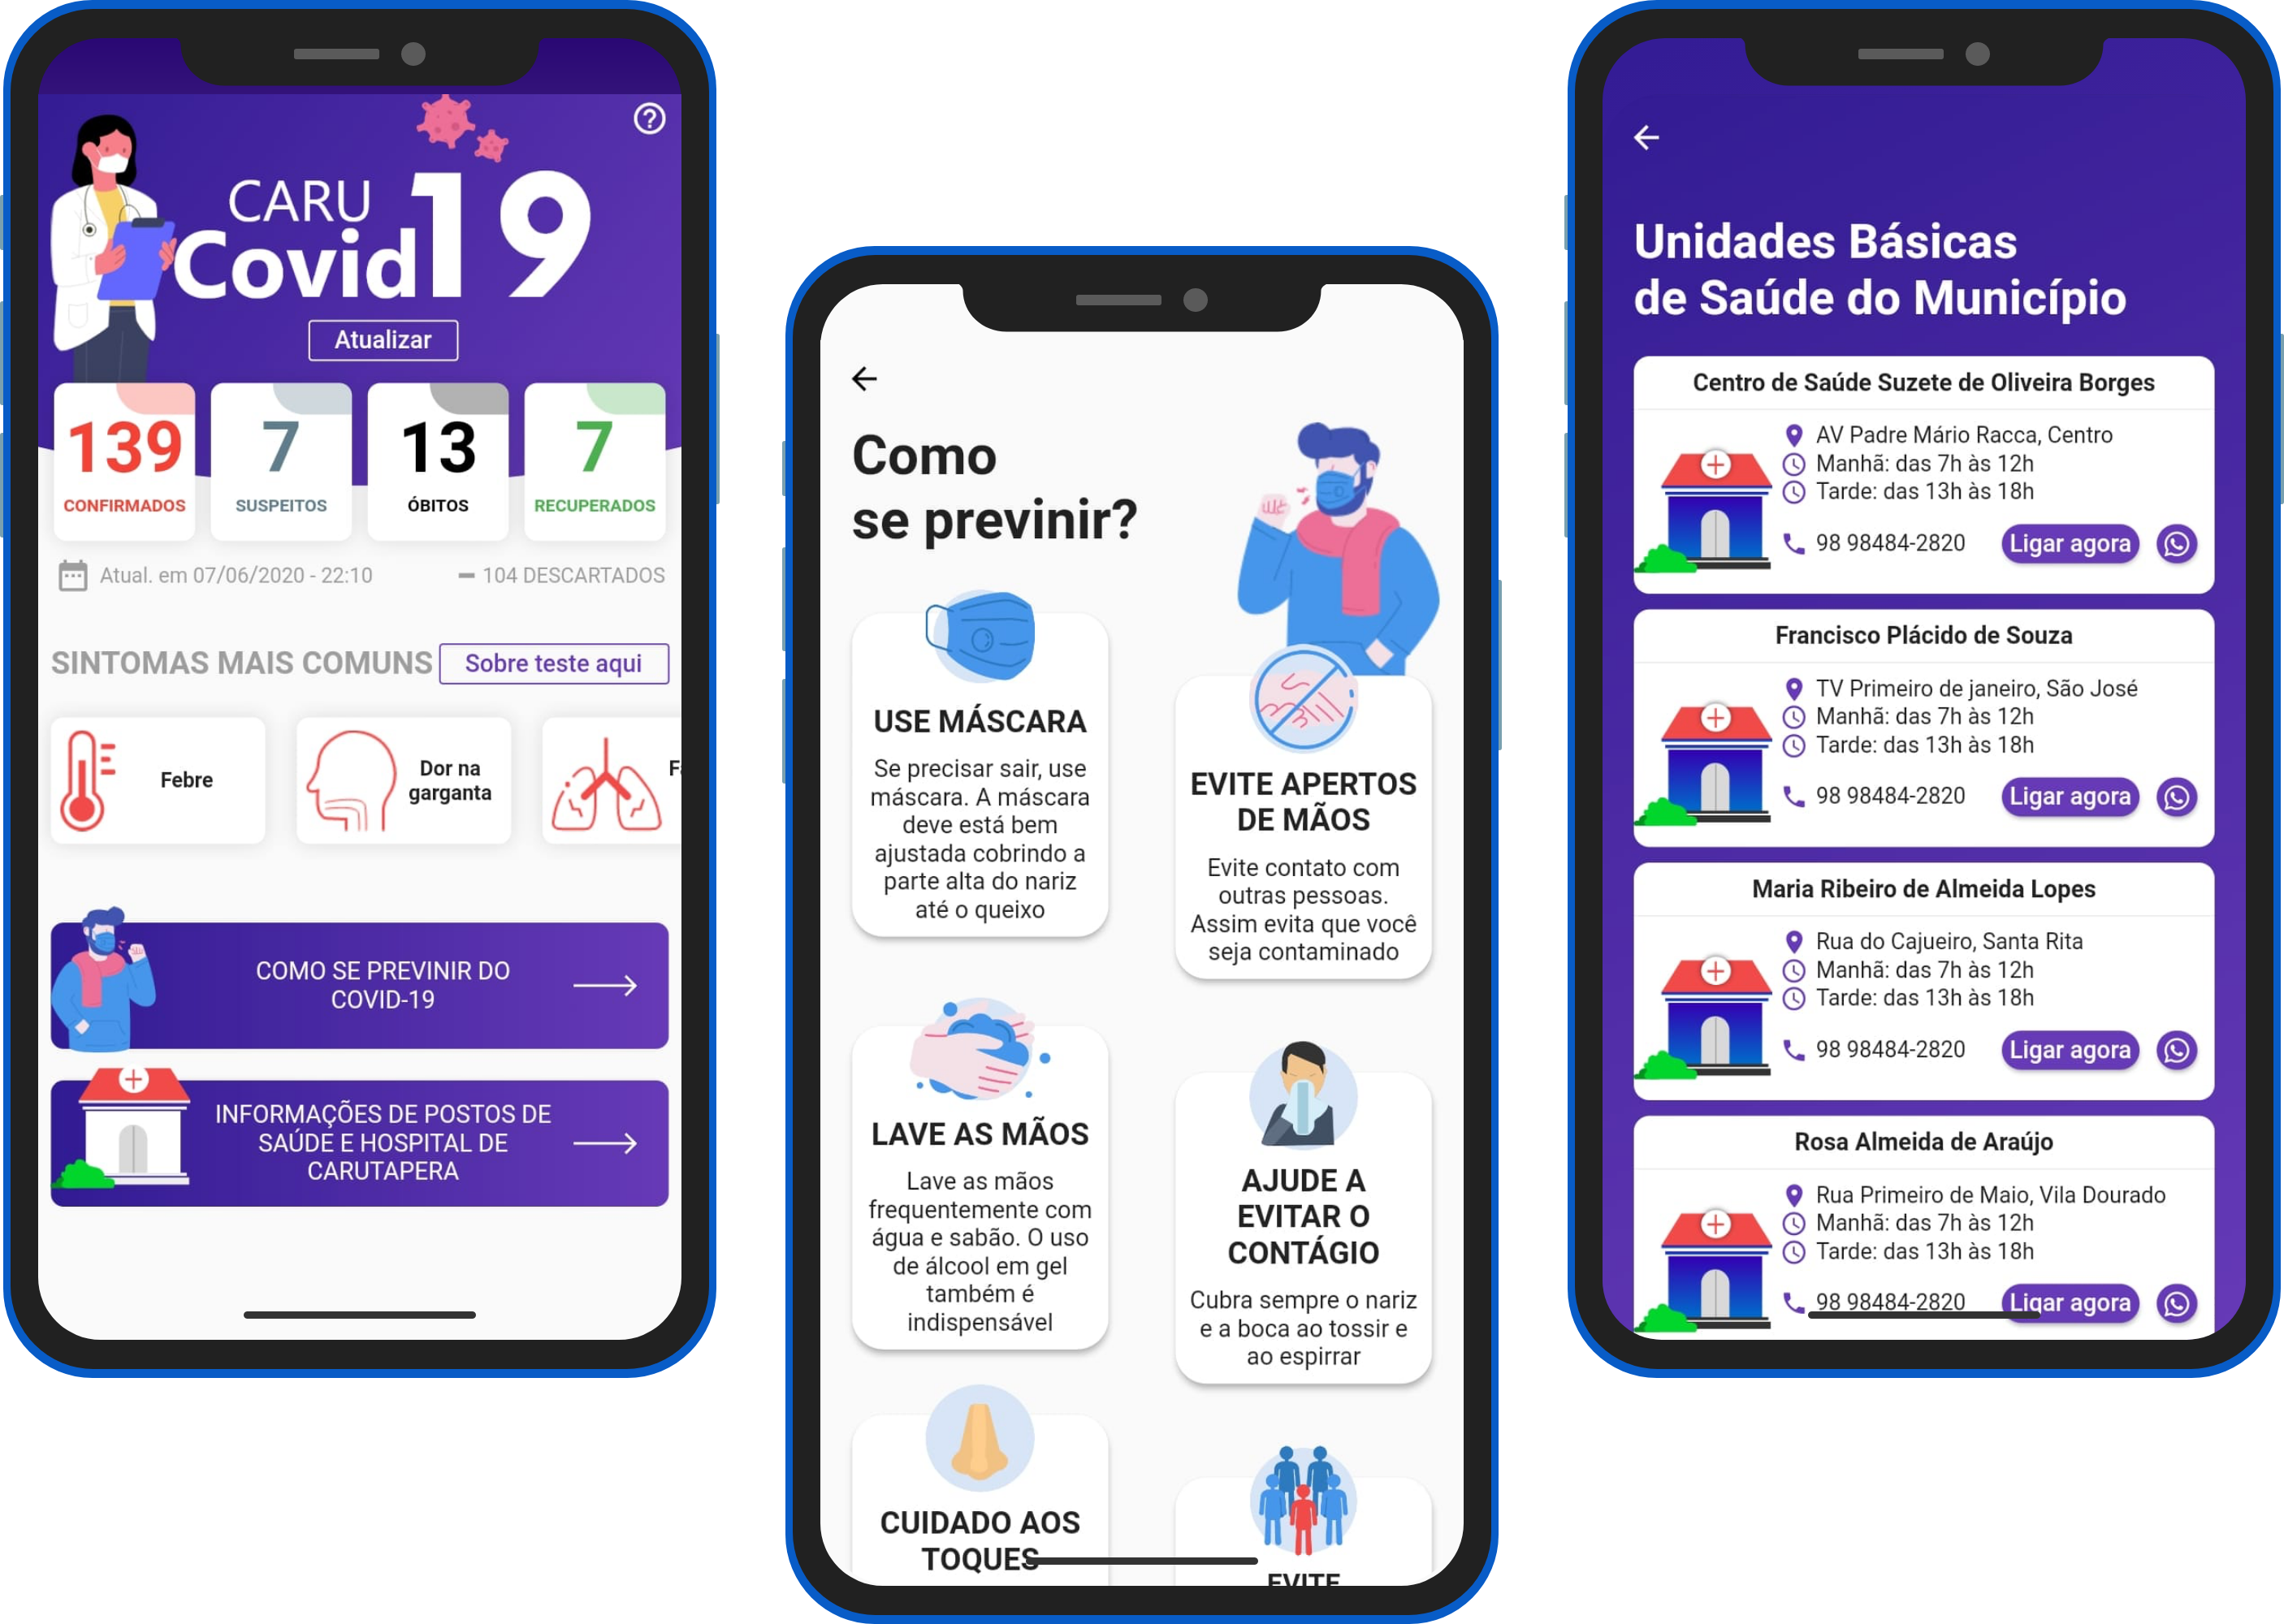 CARU
Covid19
Atualizar
139
CONFIRMADOS
7
SUSPEITOS
13
ÓBITOS
7
RECUPERADOS
Atual. em 07/06/2020 - 22:10
104 DESCARTADOS
SINTOMAS MAIS COMUNS
Sobre teste aqui
Febre
Dor na
garganta
COMO SE PREVINIR DO
COVID-19
INFORMAÇÕES DE POSTOS DE
SAÚDE E HOSPITAL DE
CARUTAPERA
Como
se previnir?
USE MÁSCARA
Se precisar sair, use
máscara. A máscara
deve está bem
ajustada cobrindo a
parte alta do nariz
até o queixo
EVITE APERTOS
DE MÃOS
Evite contato com
outras pessoas.
Assim evita que você
seja contaminado
LAVE AS MÃOS
Lave as mãos
frequentemente com
água e sabão. O uso
de álcool em gel
também é
indispensável
AJUDE A
EVITAR O
CONTÁGIO
Cubra sempre o nariz
e a boca ao tossir e
ao espirrar
CUIDADO AOS
TOQUES
EVITE
Unidades Básicas
de Saúde do Município
Centro de Saúde Suzete de Oliveira Borges
AV Padre Mário Racca, Centro
Manhã: das 7h às 12h
Tarde: das 13h às 18h
98 98484-2820
Ligar agora
Francisco Plácido de Souza
TV Primeiro de janeiro, São José
Manhã: das 7h às 12h
Tarde: das 13h às 18h
98 98484-2820
Ligar agora
Maria Ribeiro de Almeida Lopes
Rua do Cajueiro, Santa Rita
Manhã: das 7h às 12h
Tarde: das 13h às 18h
98 98484-2820
Ligar agora
Rosa Almeida de Araújo
Rua Primeiro de Maio, Vila Dourado
Manhã: das 7h às 12h
Tarde: das 13h às 18h
98 98484-2820
Ligar agora